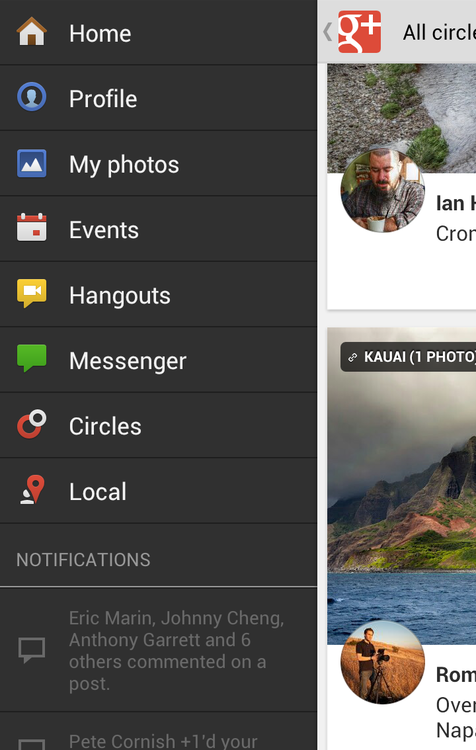 Home
Profile
My photos
Events
Hangouts
Messenger
Circles
Local
NOTIFICATIONS
Eric Marin, Johnny Cheng,
Anthony Garrett and 6
others commented on a
post.
Pete Cornish +1'd your
g+
All circle
Ian H
Cron
KAUAI (1 PHOTO)
Rom
Over
Nap